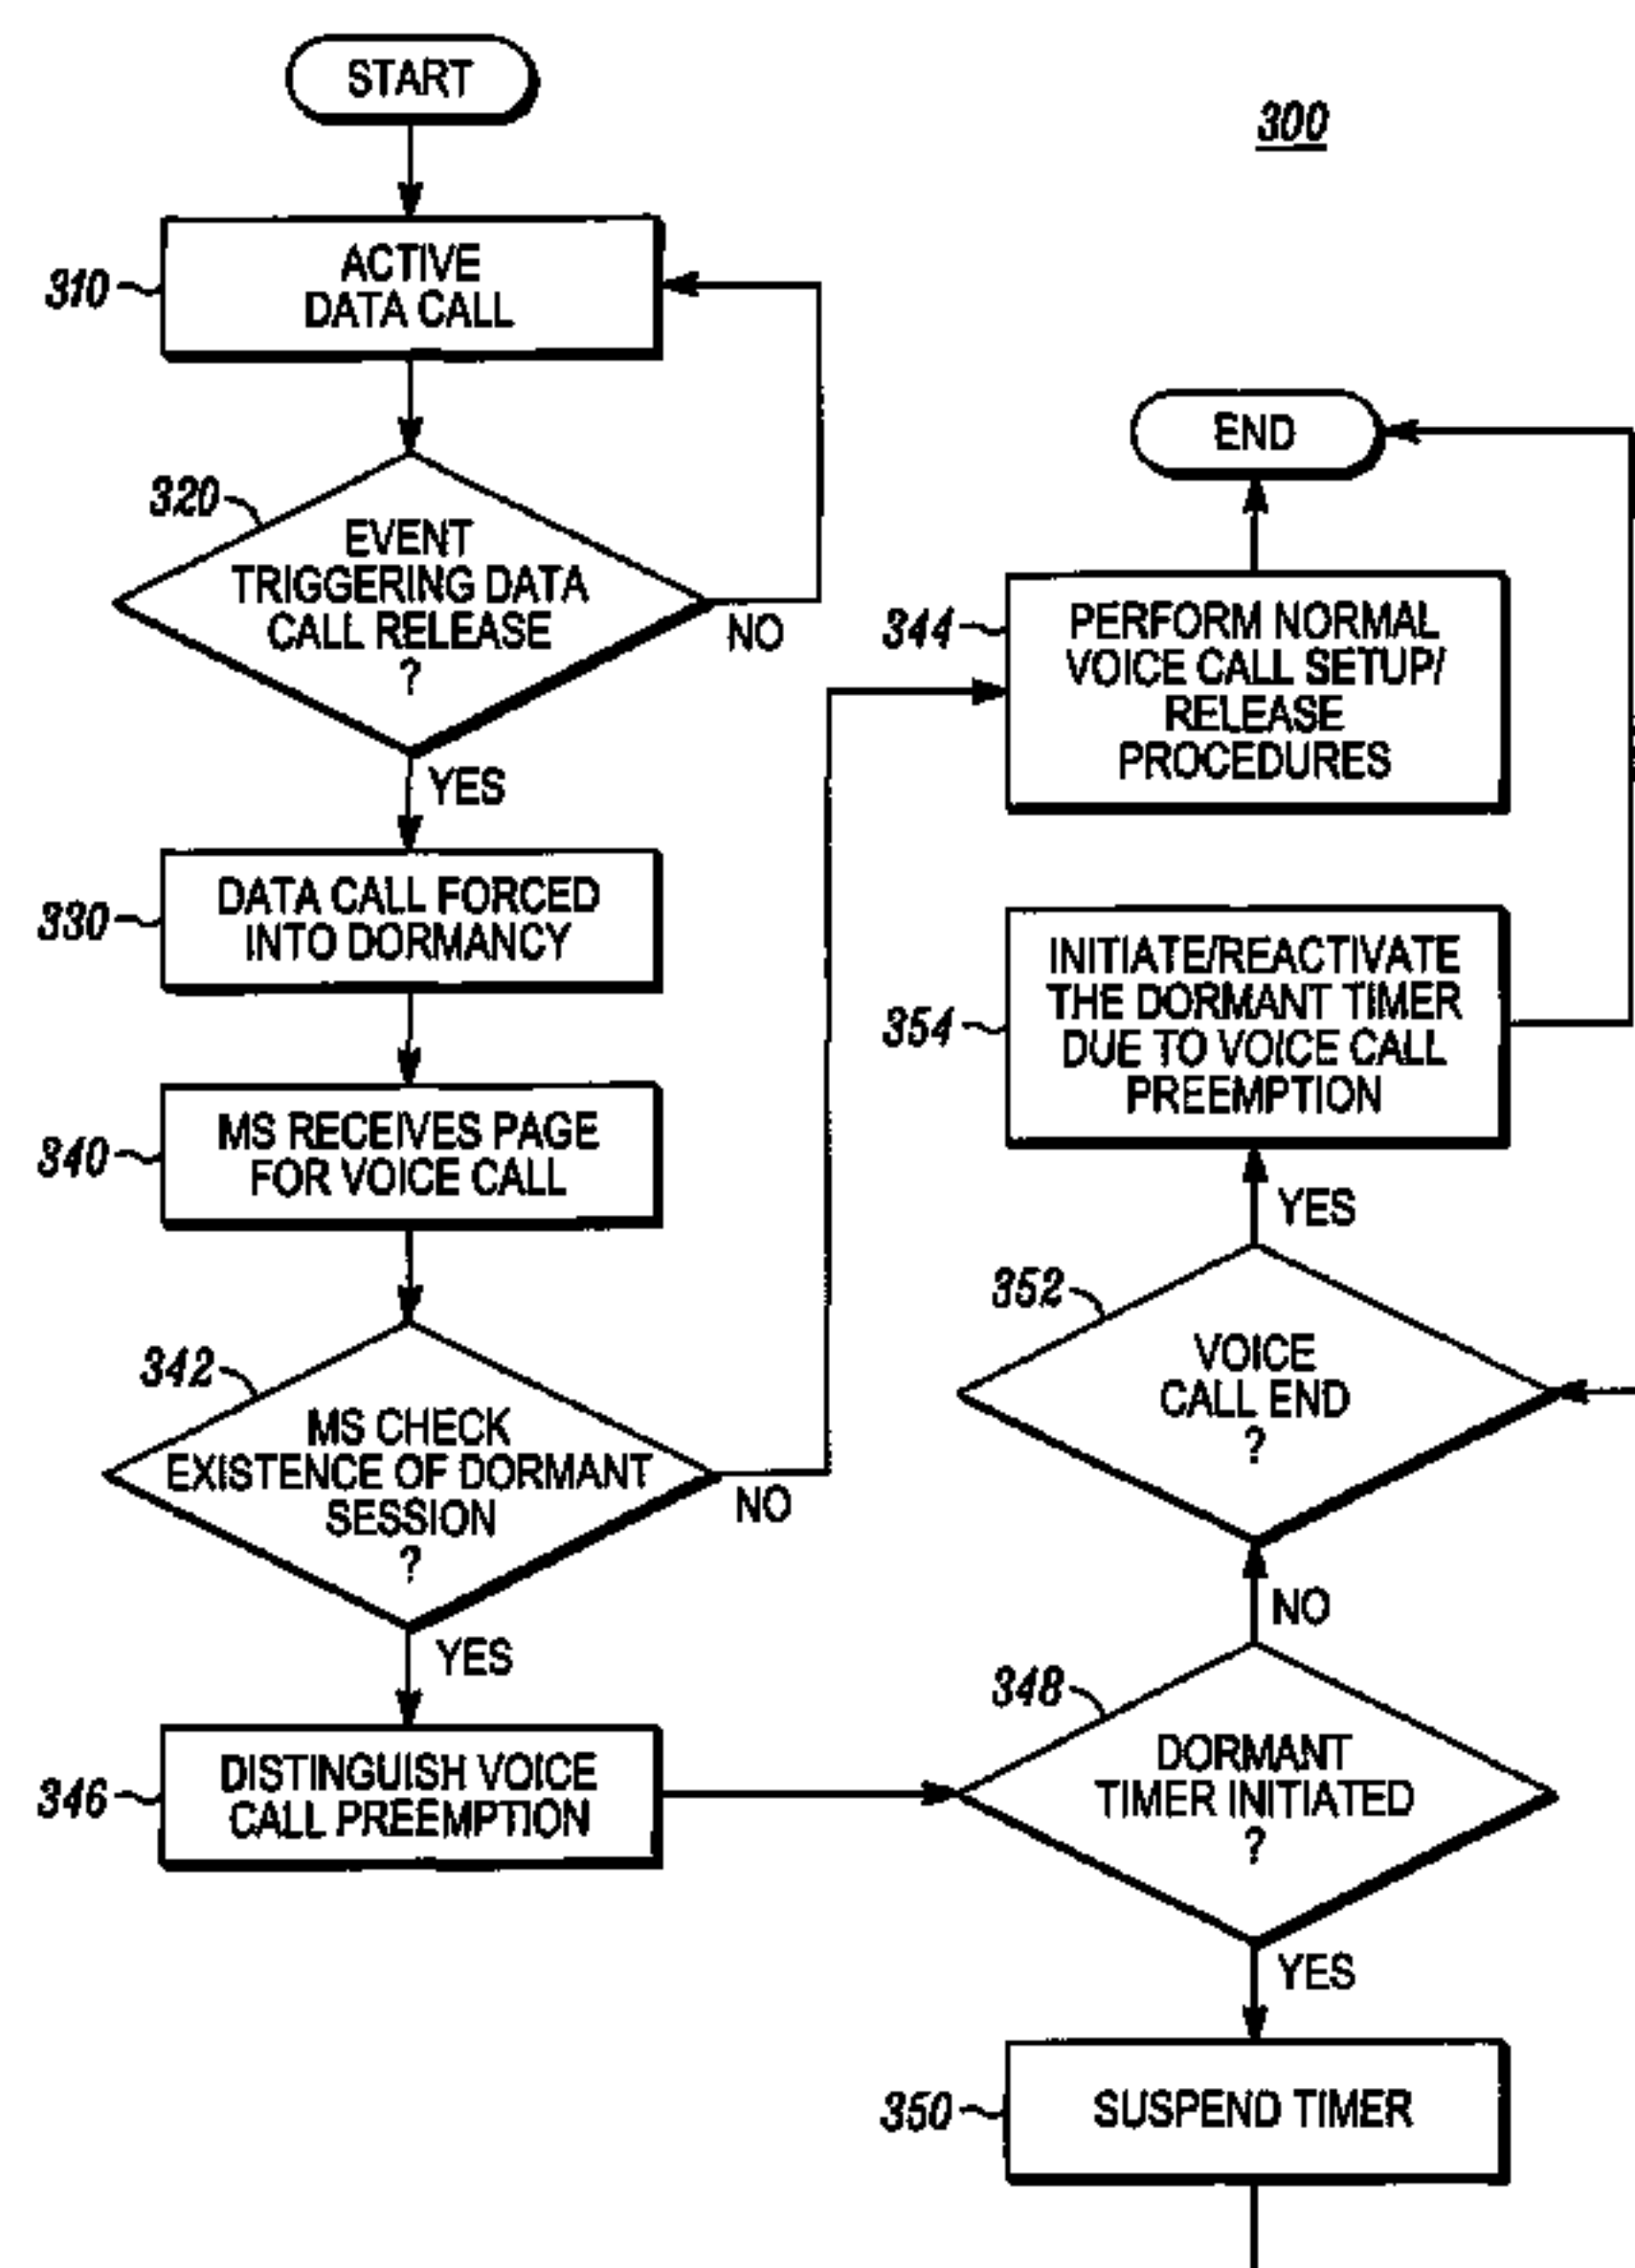 START
300
310
ACTIVE
DATA CALL
320
EVENT
TRIGGERING DATA
CALL RELEASE
?
NO
YES
330
DATA CALL FORCED
INTO DORMANCY
340
MS RECEIVES PAGE
FOR VOICE CALL
342
MS CHECK
EXISTENCE OF DORMANT
SESSION
?
NO
YES
346
DISTINGUISH VOICE
CALL PREEMPTION
END
344
PERFORM NORMAL
VOICE CALL SETUP/
RELEASE
PROCEDURES
354
INITIATE/REACTIVATE
THE DORMANT TIMER
DUE TO VOICE CALL
PREEMPTION
YES
352
VOICE
CALL END
?
NO
348
DORMANT
TIMER INITIATED
?
YES
350
SUSPEND TIMER